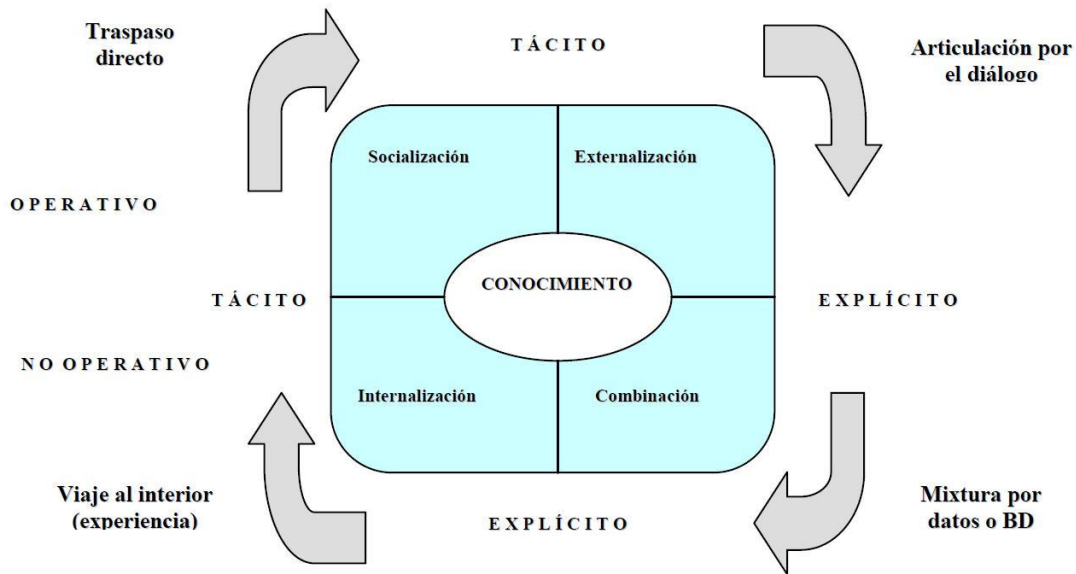 Traspaso
directo
TÁCITO
Articulación por
el diálogo
Socialización
Externalización
OPERATIVO
CONOCIMIENTO
TÁCITO
EXPLÍCITO
NO OPERATIVO
Internalización
Combinación
Viaje al interior
(experiencia)
EXPLÍCITO
Mixtura por
datos o BD